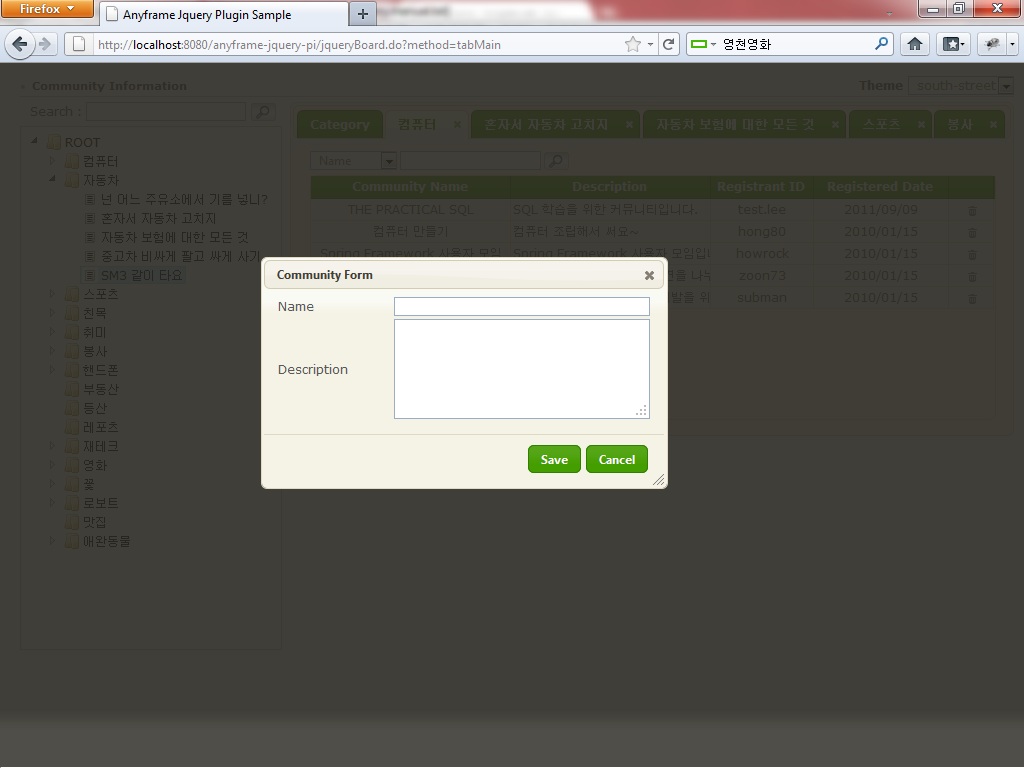 Firefox
Anyframe Jquery Plugin Sample
http://localhost:8080/anyframe-jquery-pi/jqueryBoard.do?method=tabMain
영천영화
Community Information
Theme south-street
Search :
ROOT
컴퓨터
자동차
넌 어느 주유소에서 기름 넣니?
혼자서 자동차 고치지
자동차 보험에 대한 모든 것
중고차 비싸게 팔고 싸게 사기
SM3 같이 타요
스포츠
친목
취미
봉사
핸드폰
부동산
등산
레포츠
재테크
영화
꽃
로보트
맛집
애완동물
Category 컴퓨터 혼자서 자동차 고치지 자동차 보험에 대한 모든 것 스포츠 봉사
Name
Community Name Description Registrant ID Registered Date
THE PRACTICAL SQL SQL 학습을 위한 커뮤니티입니다. test.lee 2011/09/09
컴퓨터 만들기 컴퓨터 조립해서 써요~ hong80 2010/01/15
Spring Framework 사용자 모임 Spring Framework 사용자 모임입니 howrock 2010/01/15
zoon73 2010/01/15
subman 2010/01/15
Community Form
Name
Description
Save Cancel